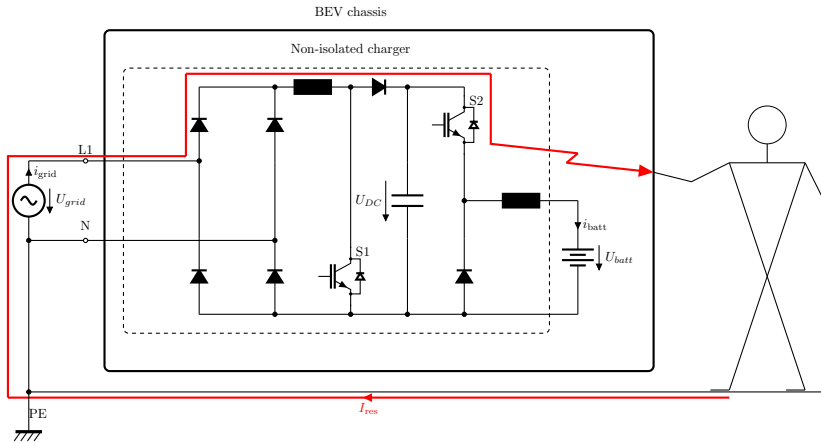 BEV chassis
Non-isolated charger
S2
L1
i_grid
U_grid
U_DC
N
i_batt
S1
U_batt
PE
I_res